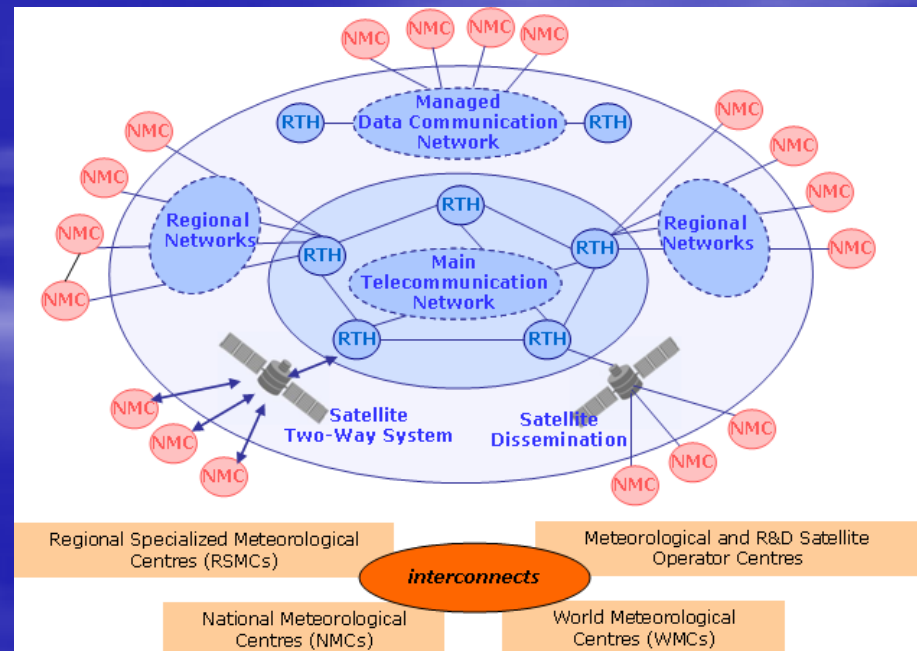 NMC
NMC
NMC
NMC
Managed
Data Communication
Network
RTH
RTH
NMC
NMC
NMC
NMC
NMC
NMC
NMC
NMC
Regional
Networks
RTH
RTH
RTH
Regional
Networks
Main
Telecommunication
Network
RTH
RTH
NMC
NMC
NMC
Satellite
Two-Way System
Satellite
Dissemination
NMC
NMC
NMC
Regional Specialized Meteorological
Centres (RSMCs)
Meteorological and R&D Satellite
Operator Centres
interconnects
National Meteorological
Centres (NMCs)
World Meteorological
Centres (WMCs)